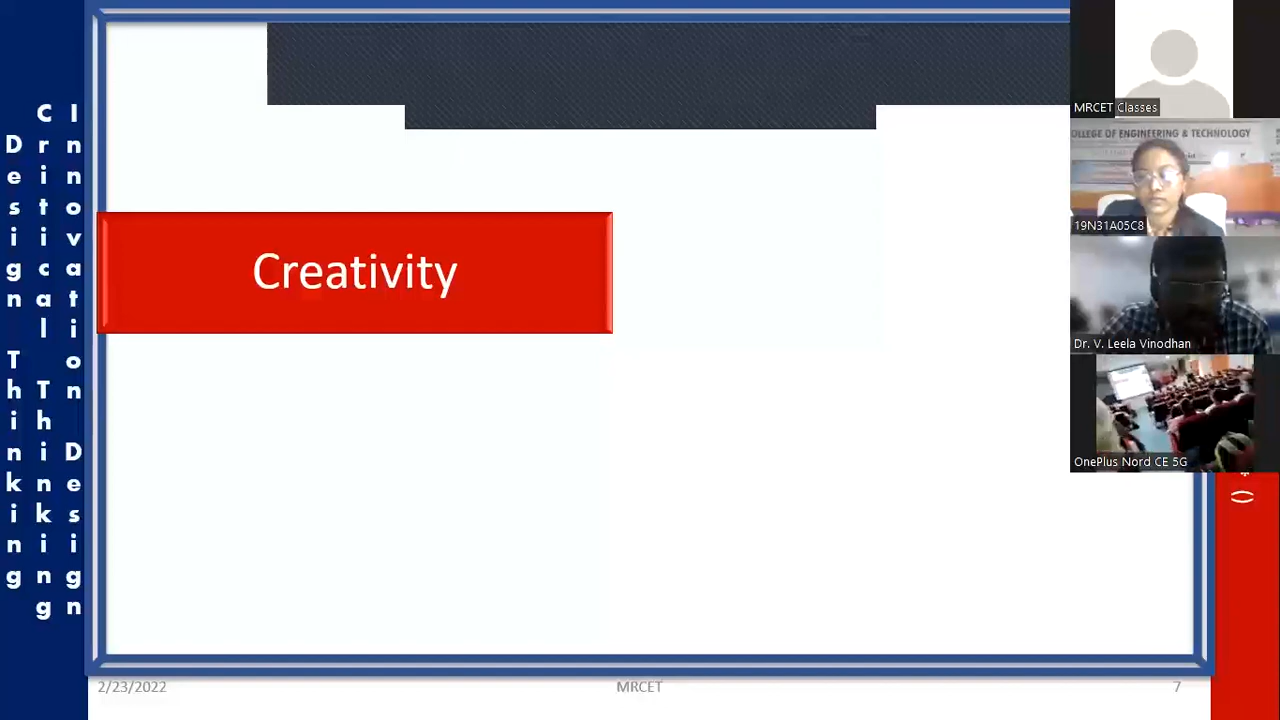 Design Thinking
Critical Thinking
Innovation Design
Creativity
MRCET Classes
COLLEGE OF ENGINEERING & TECHNOLOGY
19N31A05C8
Dr. V. Leela Vinodhan
OnePlus Nord CE 5G
2/23/2022
MRCET
7